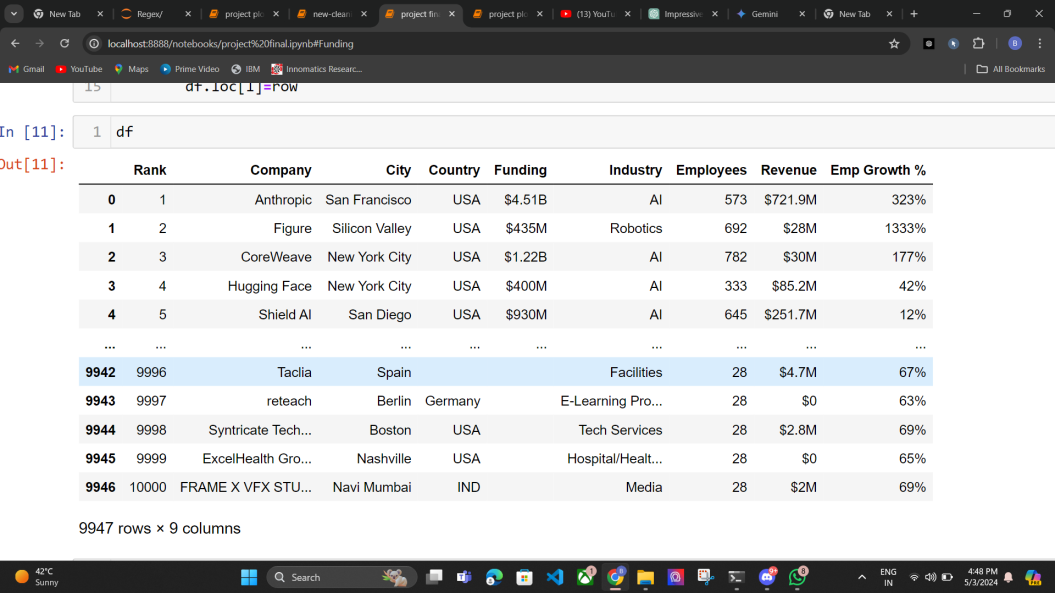 New Tab
Regex/
project plo
new-clean
project fin
project plo
(13) YouTu
Impressive
Gemini
New Tab
localhost:8888/notebooks/project%20final.ipynb#Funding
B
Gmail
YouTube
Maps
Prime Video
IBM
Innomatics Researc...
All Bookmarks
15 df.loc[i]=row
In [11]: 1 df
Out[11]:
Rank Company City Country Funding Industry Employees Revenue Emp Growth %
0 1 Anthropic San Francisco USA $4.51B AI 573 $721.9M 323%
1 2 Figure Silicon Valley USA $435M Robotics 692 $28M 1333%
2 3 CoreWeave New York City USA $1.22B AI 782 $30M 177%
3 4 Hugging Face New York City USA $400M AI 333 $85.2M 42%
4 5 Shield AI San Diego USA $930M AI 645 $251.7M 12%
... ... ... ... ... ... ... ... ... ...
9942 9996 Taclia Spain Facilities 28 $4.7M 67%
9943 9997 reteach Berlin Germany E-Learning Pro... 28 $0 63%
9944 9998 Syntricate Tech... Boston USA Tech Services 28 $2.8M 69%
9945 9999 ExcelHealth Gro... Nashville USA Hospital/Healt... 28 $0 65%
9946 10000 FRAME X VFX STU... Navi Mumbai IND Media 28 $2M 69%
9947 rows × 9 columns
42°C
Sunny
Search
1
9+
8
ENG
IN
4:48 PM
5/3/2024